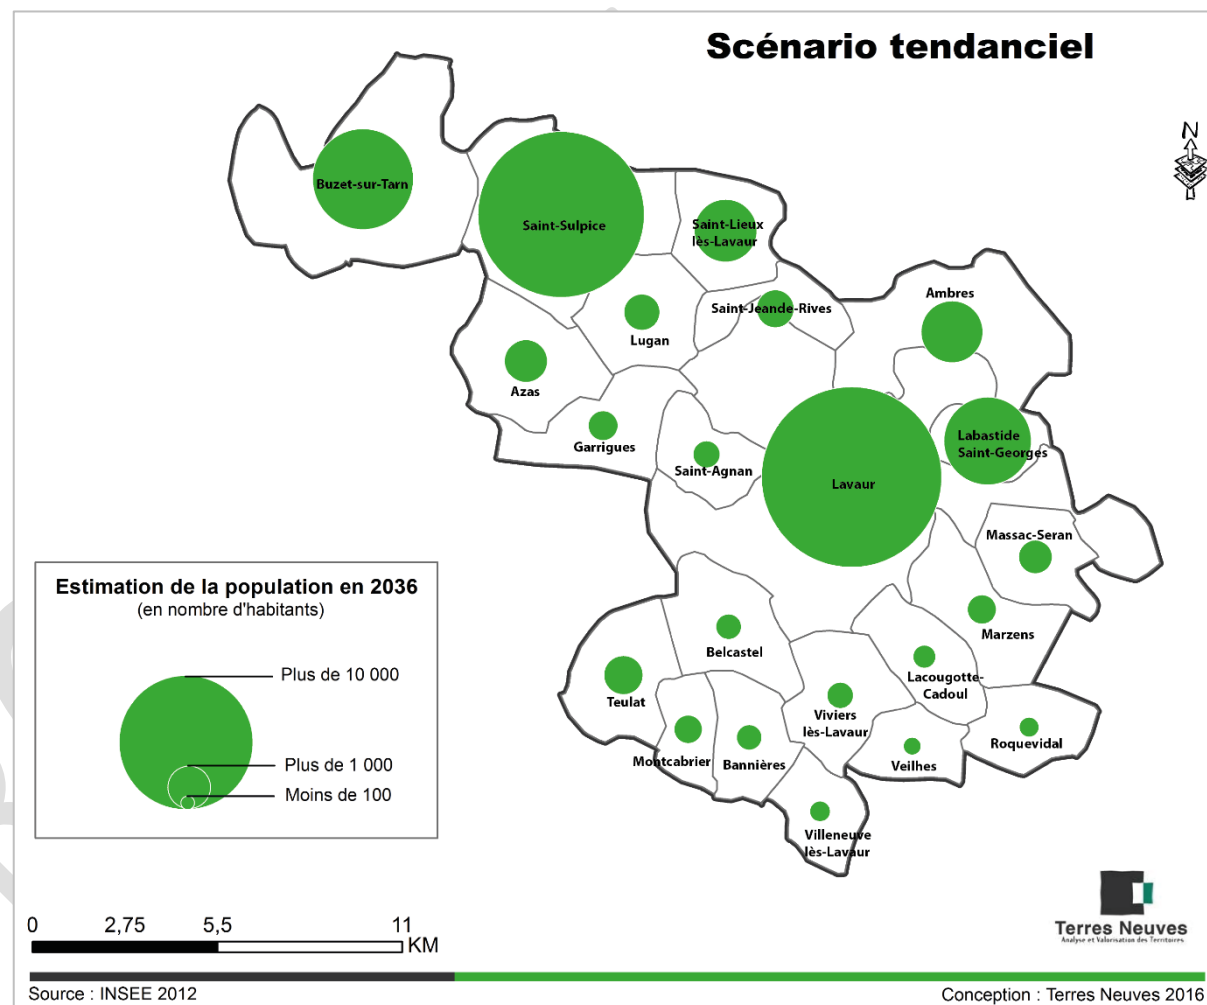 Scénario tendanciel
N
Buzet-sur-Tarn
Saint-Sulpice
Saint-Lieux
lès-Lavaur
Ambres
Saint-Jeande-Rives
Lugan
Azas
Garrigues
Saint-Agnan
Labastide
Saint-Georges
Lavaur
Massac-Seran
Marzens
Belcastel
Lacougotte-
Cadoul
Teulat
Viviers
lès-Lavaur
Roquevidal
Montcabrier
Bannières
Veilhes
Villeneuve
lès-Lavaur
Estimation de la population en 2036
(en nombre d'habitants)
Plus de 10 000
Plus de 1 000
Moins de 100
0 2,75 5,5 11
KM
Terres Neuves
Analyse et Valorisation des Territoires
Source : INSEE 2012
Conception : Terres Neuves 2016